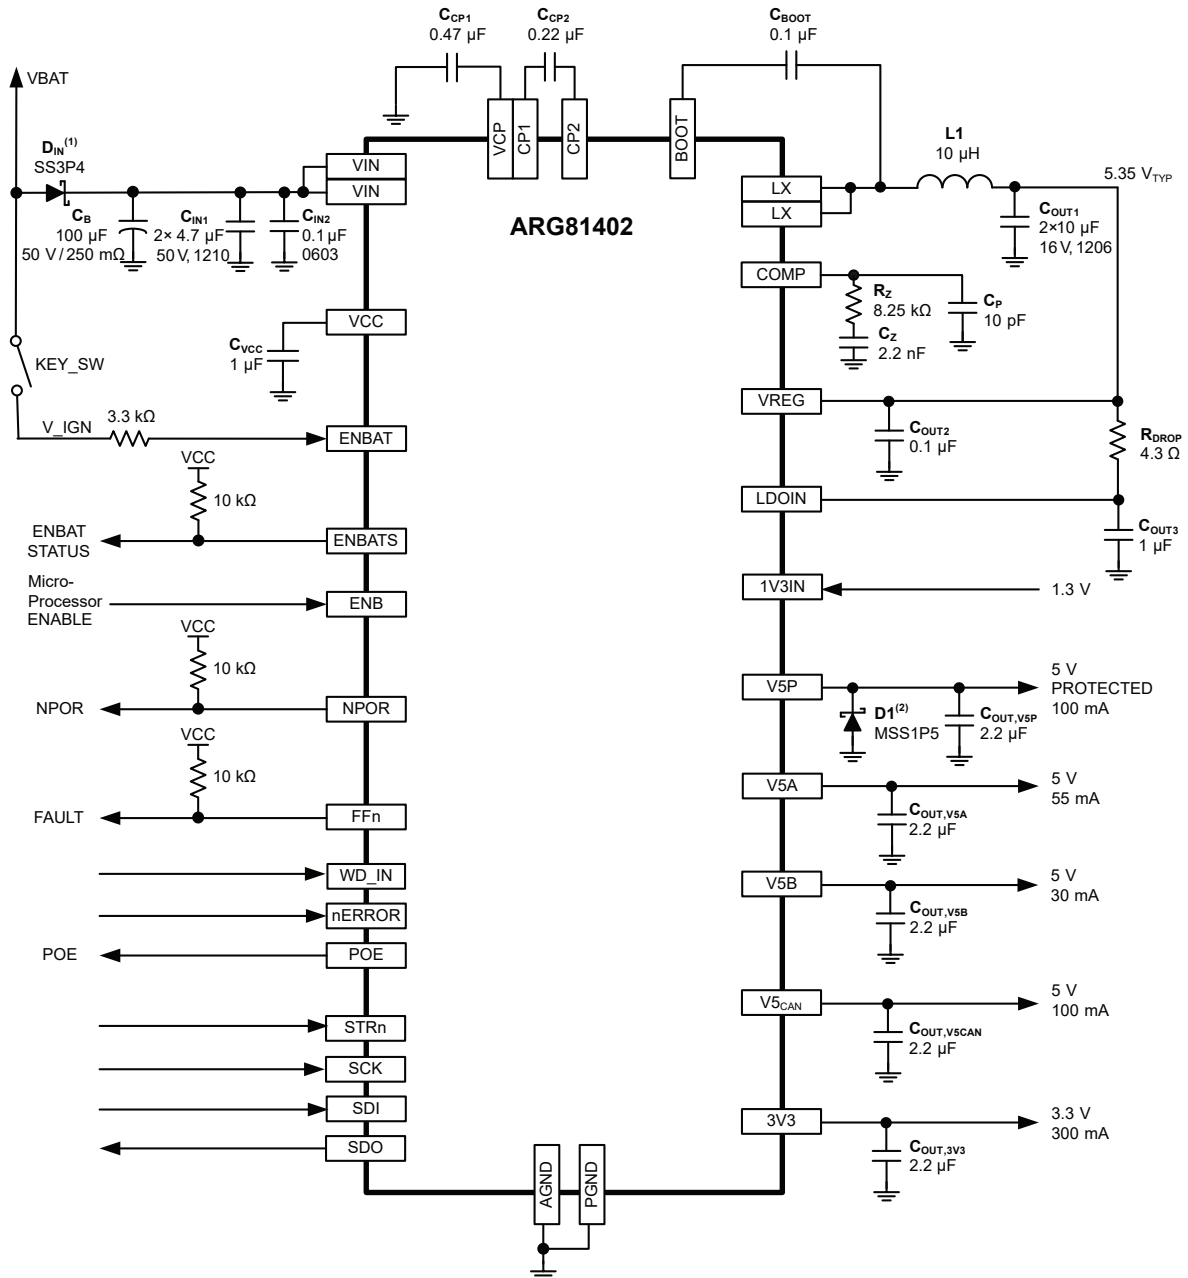 C_CP1
0.47 µF
C_CP2
0.22 µF
C_BOOT
0.1 µF
VBAT
D_IN(1)
SS3P4
C_B
100 µF
50 V / 250 mΩ
C_IN1
2× 4.7 µF
50 V, 1210
C_IN2
0.1 µF
0603
VIN
VIN
VCP
CP1
CP2
BOOT
ARG81402
LX
LX
L1
10 µH
5.35 V_TYP
C_OUT1
2×10 µF
16 V, 1206
COMP
R_Z
8.25 kΩ
C_Z
2.2 nF
C_P
10 pF
VCC
C_VCC
1 µF
KEY_SW
V_IGN
3.3 kΩ
ENBAT
VREG
C_OUT2
0.1 µF
R_DROP
4.3 Ω
VCC
10 kΩ
ENBAT
STATUS
ENBATS
LDOIN
C_OUT3
1 µF
Micro-
Processor
ENABLE
ENB
1V3IN
1.3 V
VCC
10 kΩ
NPOR
NPOR
V5P
D1(2)
MSS1P5
C_OUT,V5P
2.2 µF
5 V
PROTECTED
100 mA
VCC
10 kΩ
FAULT
FFn
V5A
C_OUT,V5A
2.2 µF
5 V
55 mA
WD_IN
V5B
C_OUT,V5B
2.2 µF
5 V
30 mA
nERROR
POE
POE
V5CAN
C_OUT,V5CAN
2.2 µF
5 V
100 mA
STRn
SCK
SDI
SDO
3V3
C_OUT,3V3
2.2 µF
3.3 V
300 mA
AGND
PGND